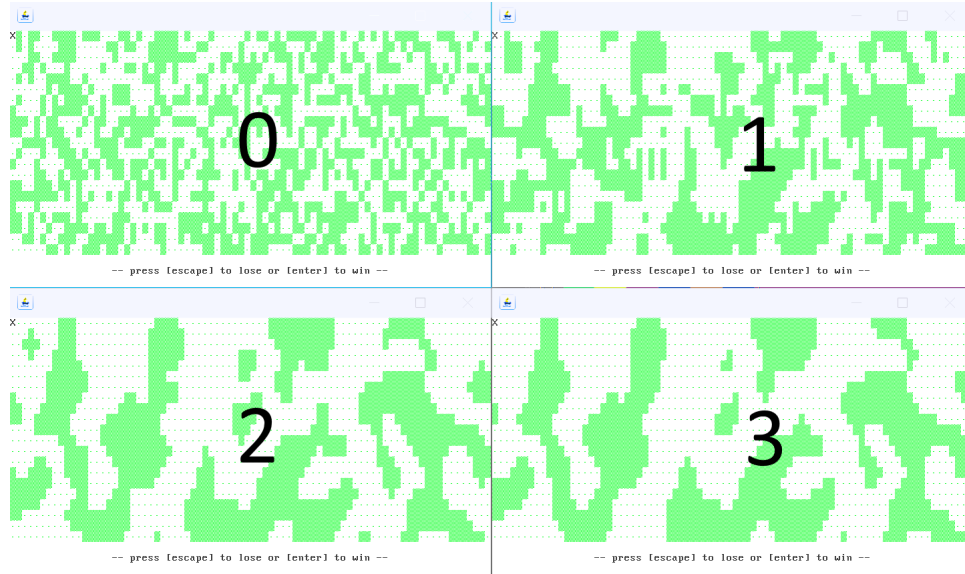 X
X
0
1
-- press [escape] to lose or [enter] to win --
-- press [escape] to lose or [enter] to win --
X
X
2
3
-- press [escape] to lose or [enter] to win --
-- press [escape] to lose or [enter] to win --